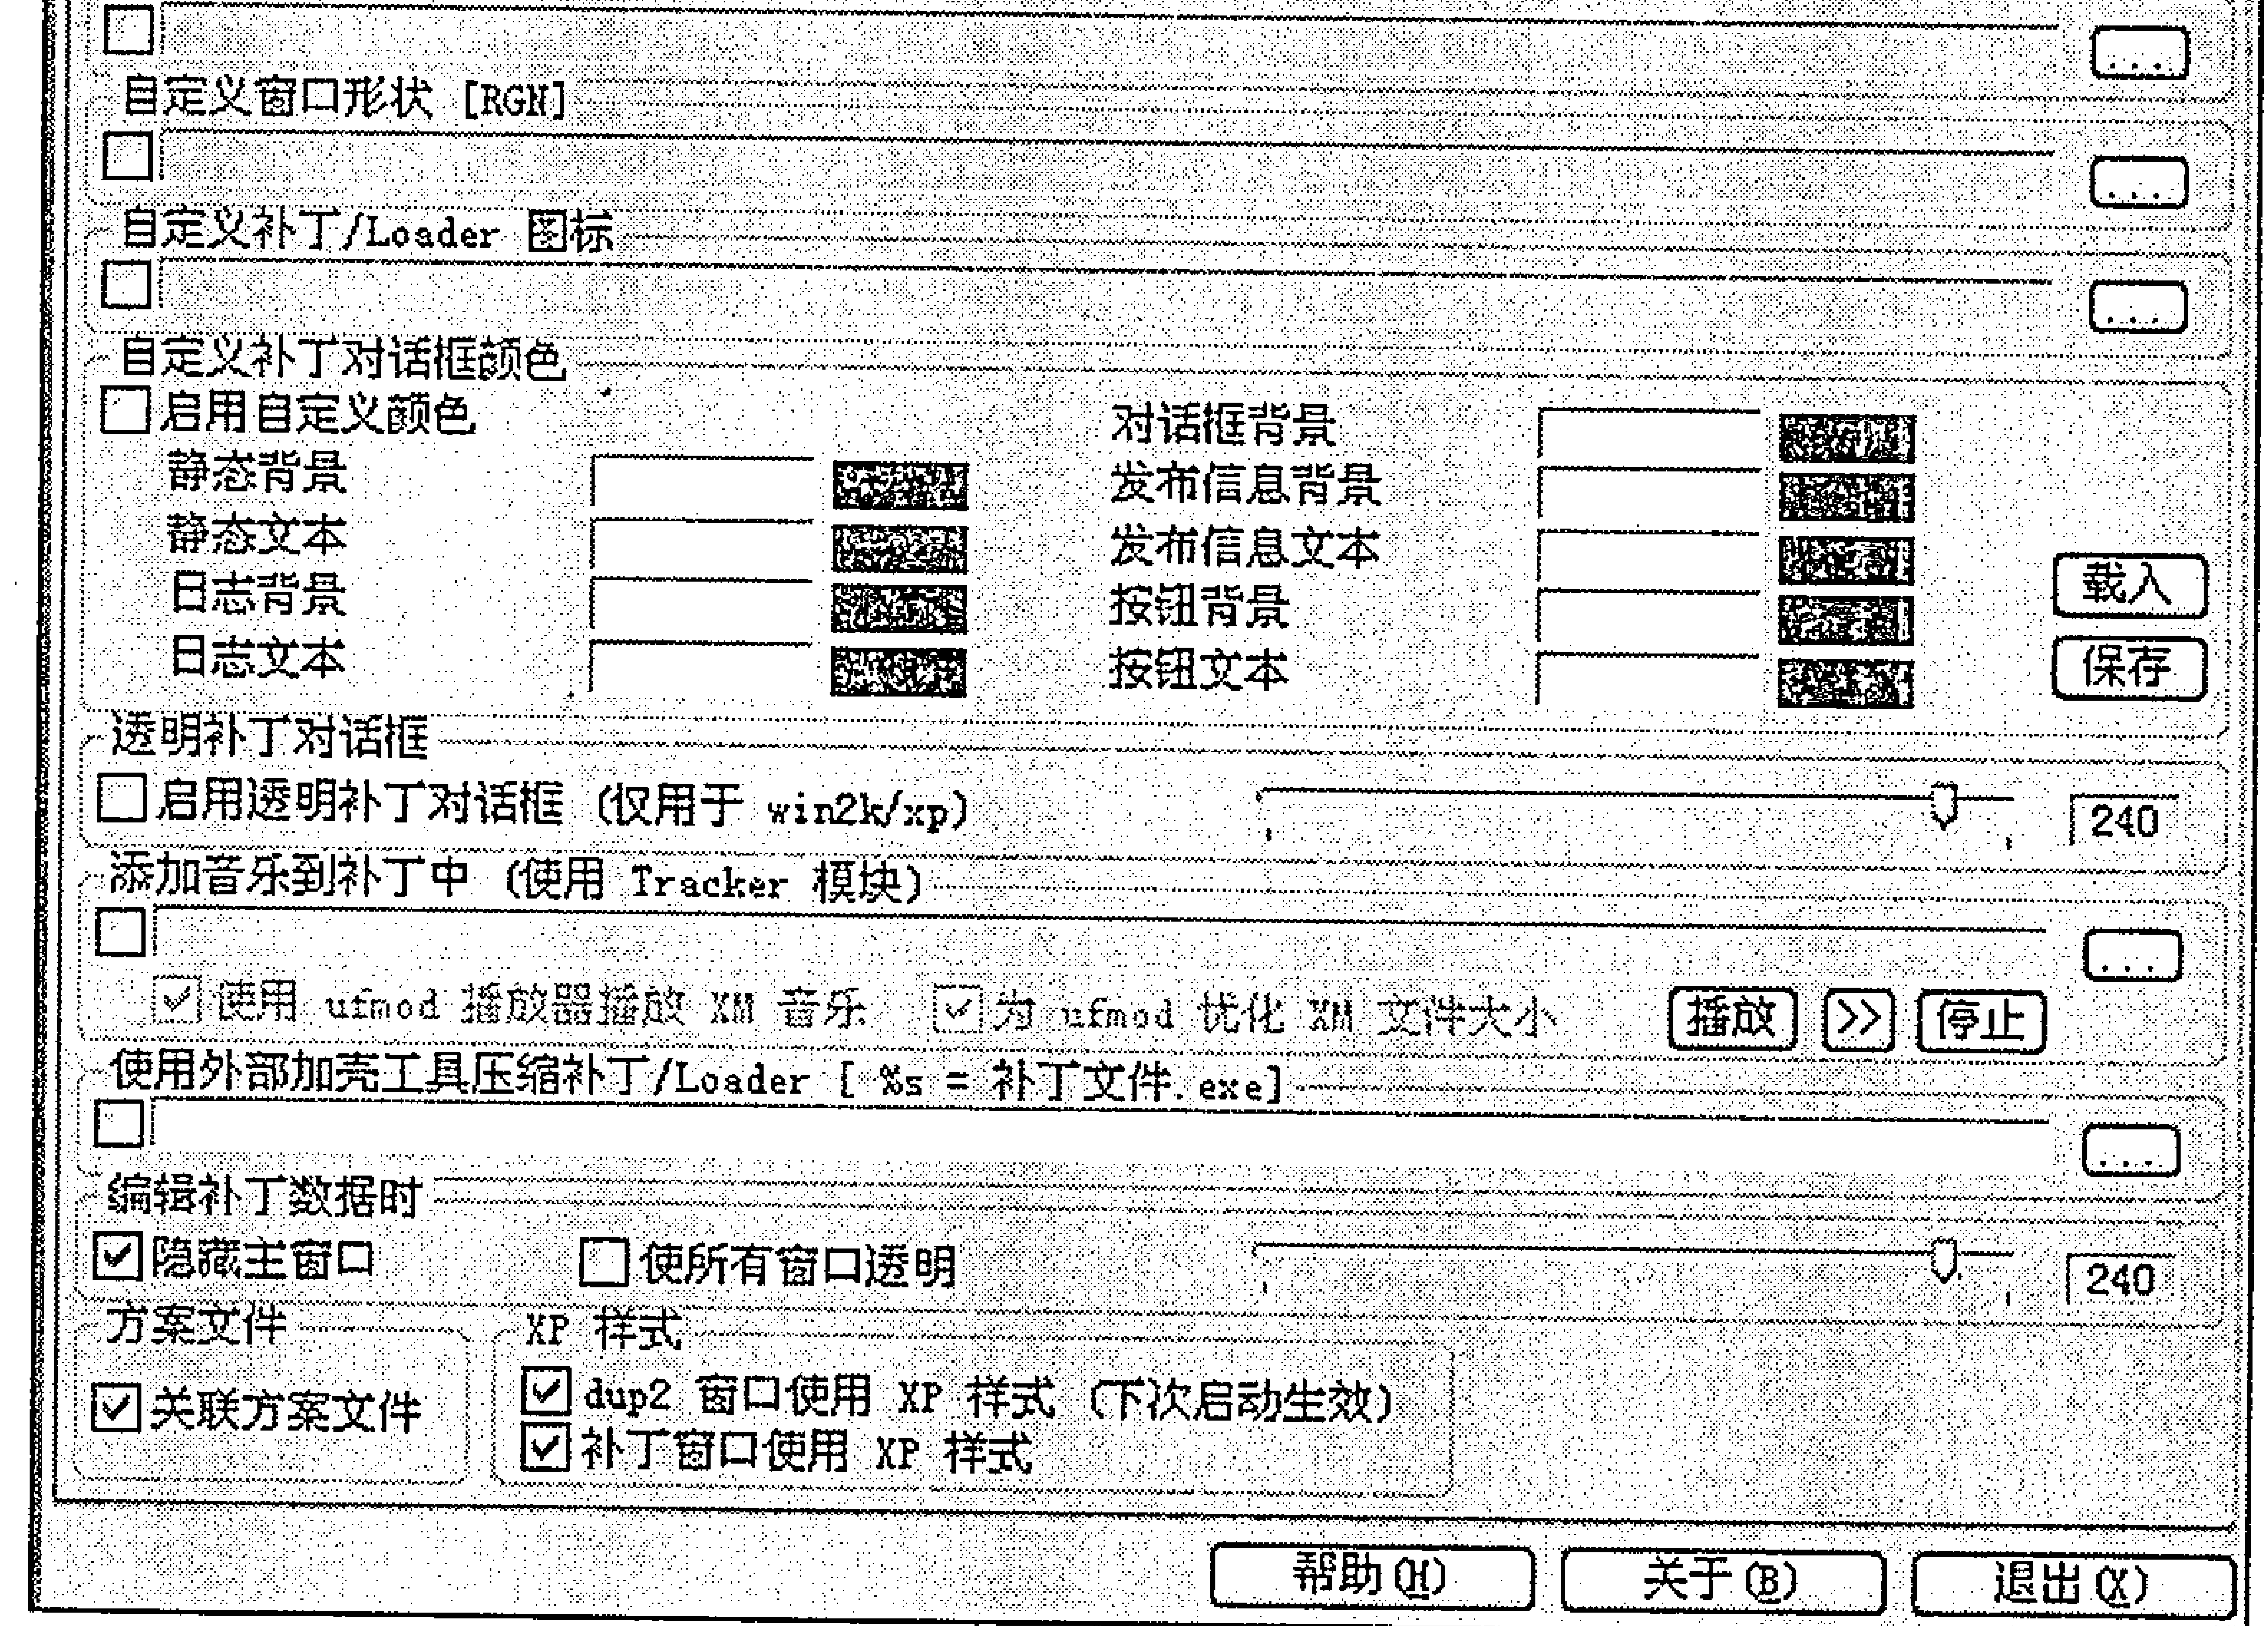 ...
自定义窗口形状 [RGN]
...
自定义补丁/Loader 图标
...
自定义补丁对话框颜色
启用自定义颜色 对话框背景
静态背景 发布信息背景
静态文本 发布信息文本
日志背景 按钮背景 载入
日志文本 按钮文本 保存
透明补丁对话框
启用透明补丁对话框 (仅用于 win2k/xp) 240
添加音乐到补丁中 (使用 Tracker 模块)
...
使用 ufmod 播放器播放 XM 音乐 为 ufmod 优化 XM 文件大小 播放 >> 停止
使用外部加壳工具压缩补丁/Loader [ %s = 补丁文件.exe]
...
编辑补丁数据时
隐藏主窗口 使所有窗口透明 240
方案文件 XP 样式
关联方案文件 dup2 窗口使用 XP 样式 (下次启动生效)
补丁窗口使用 XP 样式
帮助(H) 关于(B) 退出(X)